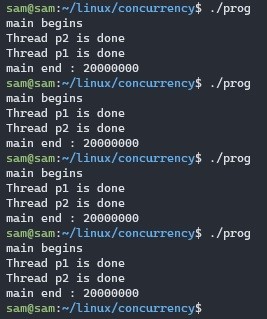 sam@sam:~/linux/concurrency$ ./prog
main begins
Thread p2 is done
Thread p1 is done
main end : 20000000
sam@sam:~/linux/concurrency$ ./prog
main begins
Thread p1 is done
Thread p2 is done
main end : 20000000
sam@sam:~/linux/concurrency$ ./prog
main begins
Thread p1 is done
Thread p2 is done
main end : 20000000
sam@sam:~/linux/concurrency$ ./prog
main begins
Thread p1 is done
Thread p2 is done
main end : 20000000
sam@sam:~/linux/concurrency$